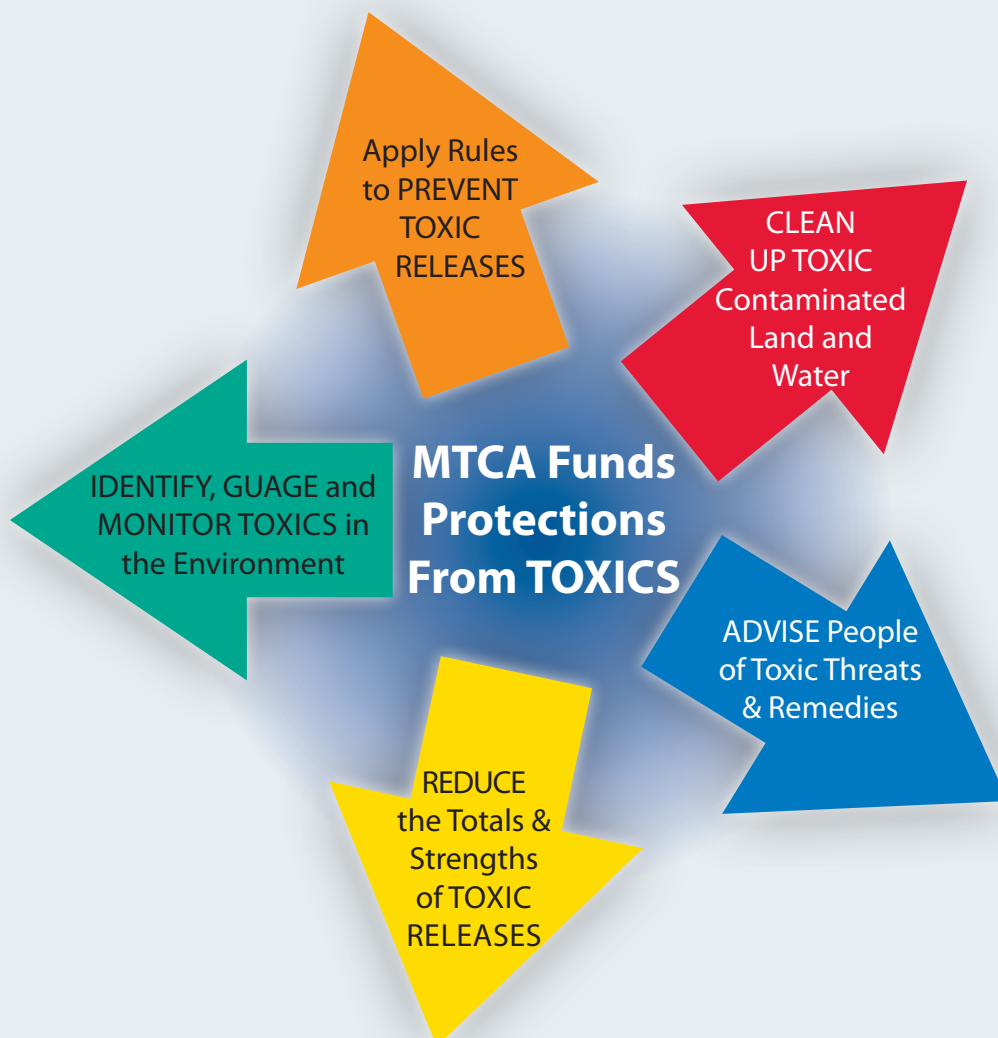 Apply Rules
to PREVENT
TOXIC
RELEASES
CLEAN
UP TOXIC
Contaminated
Land and
Water
MTCA Funds
Protections
From TOXICS
IDENTIFY, GUAGE and
MONITOR TOXICS in
the Environment
ADVISE People
of Toxic Threats
& Remedies
REDUCE
the Totals &
Strengths
of TOXIC
RELEASES